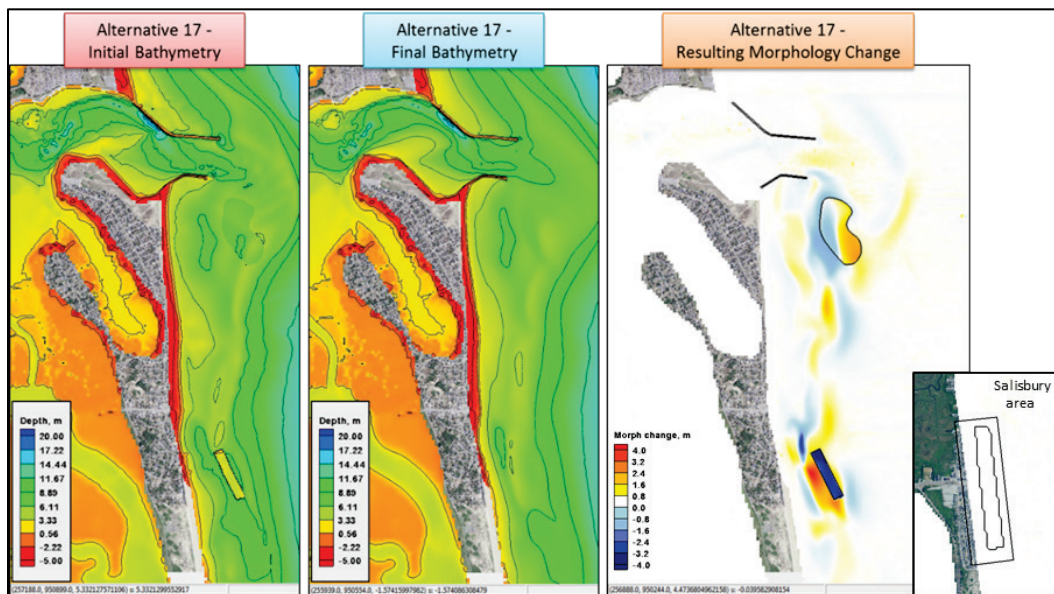 Alternative 17 -
Initial Bathymetry
Alternative 17 -
Final Bathymetry
Alternative 17 -
Resulting Morphology Change
Depth, m
20.00
17.22
14.44
11.67
8.89
6.11
3.33
0.56
-2.22
-5.00
Depth, m
20.00
17.22
14.44
11.67
8.89
6.11
3.33
0.56
-2.22
-5.00
Morph change, m
4.0
3.2
2.4
1.6
0.8
0.0
-0.8
-1.6
-2.4
-3.2
-4.0
Salisbury
area
(257188.0, 950899.0, 5.332127571106) s: 5.3321299552917
(255939.0, 950554.0, -1.57415997982) s: -1.574086308479
(256888.0, 950244.0, 4.4736804962158) s: -0.039582908154